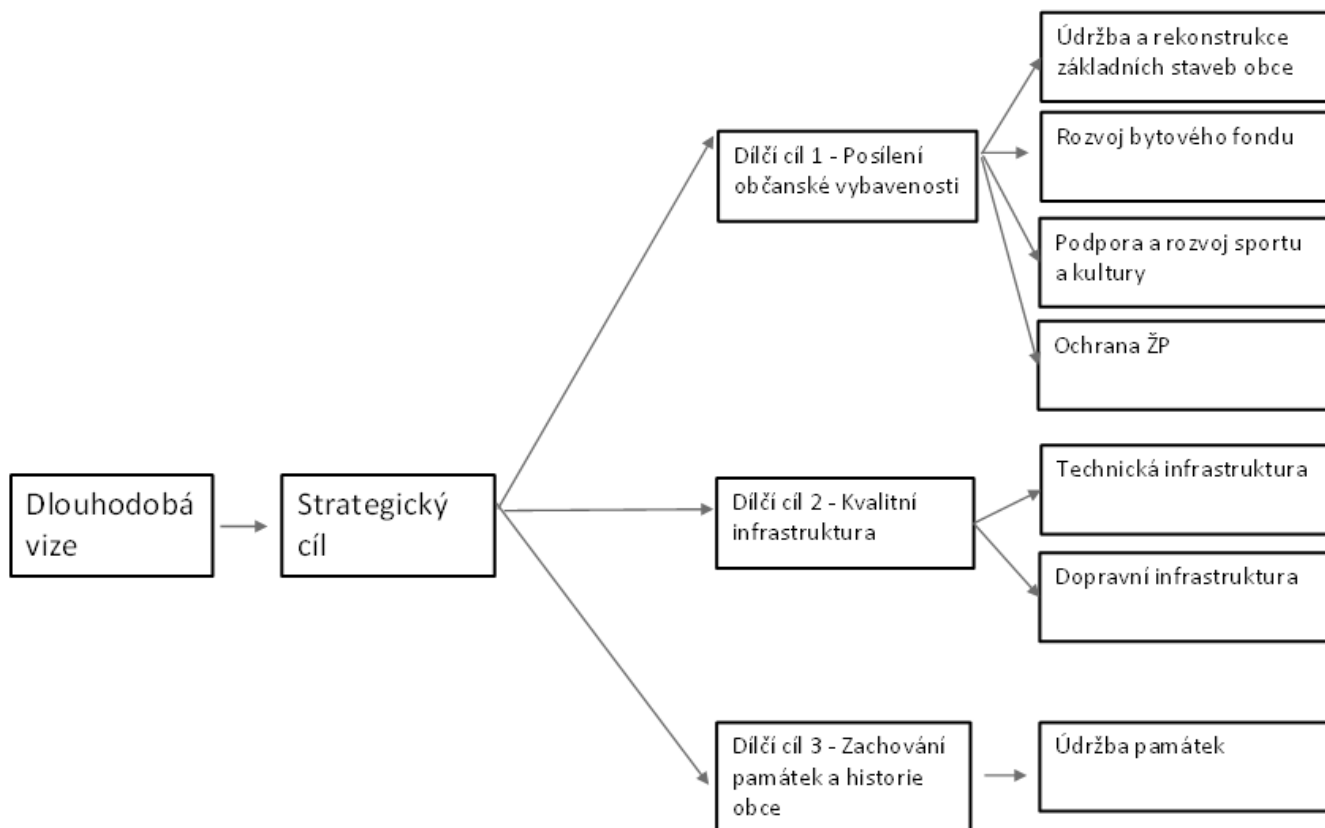 Dlouhodobá
vize
Strategický
cíl
Dílčí cíl 1 - Posílení
občanské vybavenosti
Údržba a rekonstrukce
základních staveb obce
Rozvoj bytového fondu
Podpora a rozvoj sportu
a kultury
Ochrana ŽP
Dílčí cíl 2 - Kvalitní
infrastruktura
Technická infrastruktura
Dopravní infrastruktura
Dílčí cíl 3 - Zachování
památek a historie
obce
Údržba památek